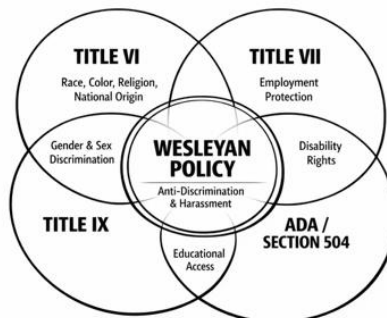 TITLE VI
Race, Color, Religion,
National Origin
TITLE VII
Employment
Protection
Gender & Sex
Discrimination
WESLEYAN
POLICY
Anti-Discrimination
& Harassment
Disability
Rights
TITLE IX
Educational
Access
ADA /
SECTION 504